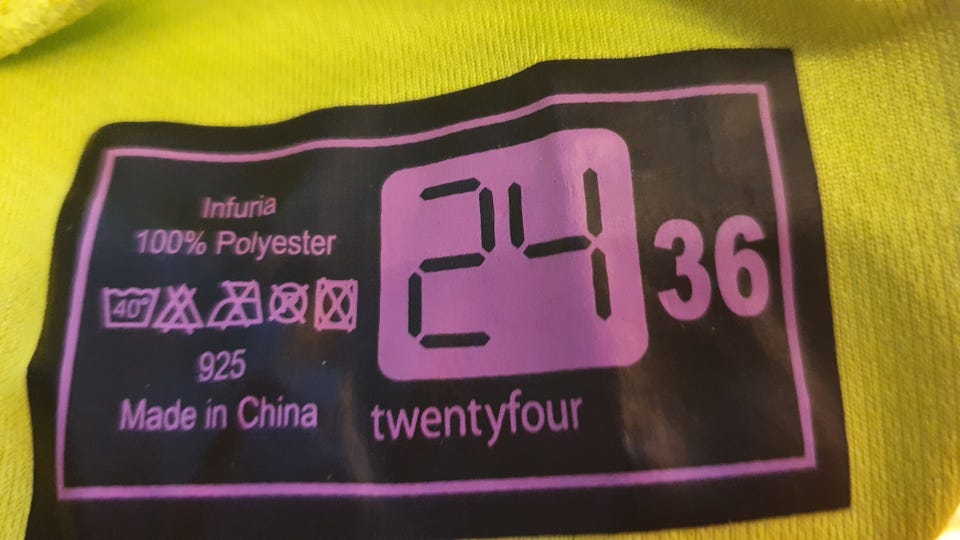 Infuria
100% Polyester
40°
925
Made in China
24
twentyfour
36